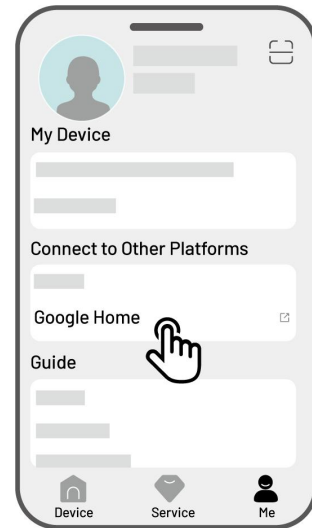 My Device
Connect to Other Platforms
Google Home
Guide
Device
Service
Me